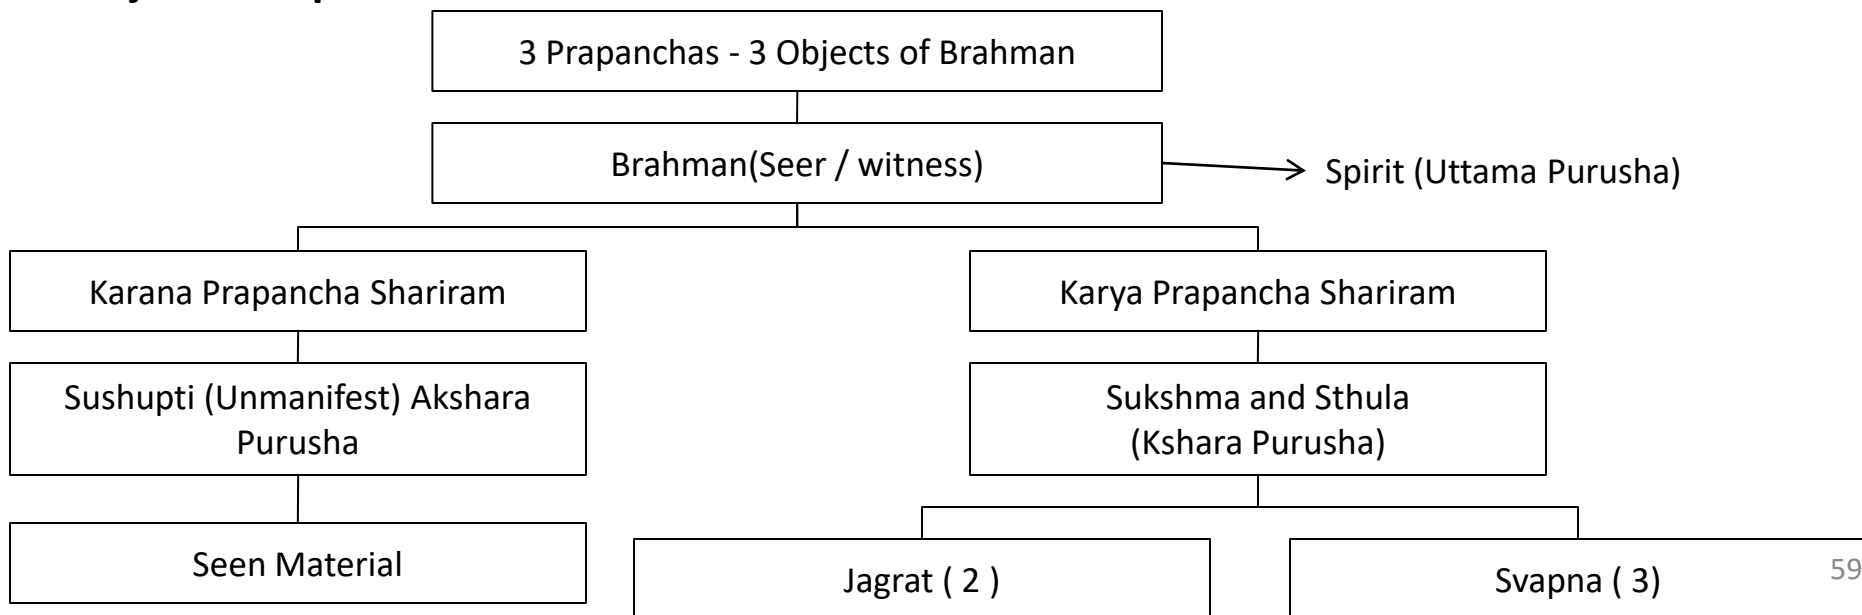 3 Prapanchas - 3 Objects of Brahman
Brahman(Seer / witness)
Spirit (Uttama Purusha)
Karana Prapancha Shariram
Karya Prapancha Shariram
Sushupti (Unmanifest) Akshara
Purusha
Sukshma and Sthula
(Kshara Purusha)
Seen Material
Jagrat ( 2 )
Svapna ( 3)
59